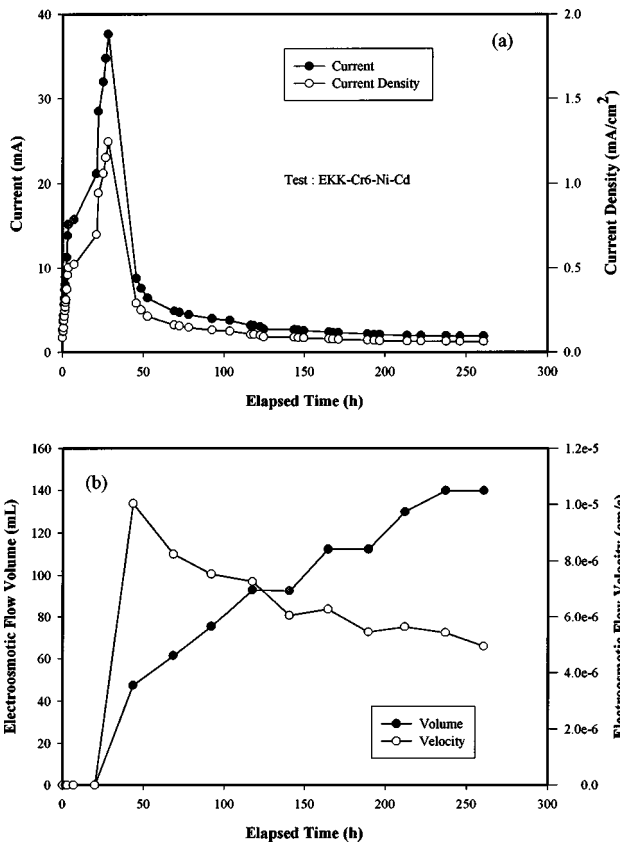 (a)
Current
Current Density
Test : EKK-Cr6-Ni-Cd
Current (mA)
40
30
20
10
0
Current Density (mA/cm2)
2.0
1.5
1.0
0.5
0.0
0 50 100 150 200 250 300
Elapsed Time (h)
(b)
Electroosmotic Flow Volume (mL)
160
140
120
100
80
60
40
20
0
Electroosmotic Flow Velocity (cm/s)
1.2e-5
1.0e-5
8.0e-6
6.0e-6
4.0e-6
2.0e-6
0.0
Volume
Velocity
0 50 100 150 200 250 300
Elapsed Time (h)